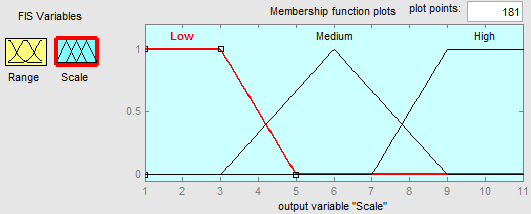 FIS Variables
Range
Scale
Membership function plots
plot points:
181
Low
Medium
High
1
0.5
0
1 2 3 4 5 6 7 8 9 10 11
output variable "Scale"